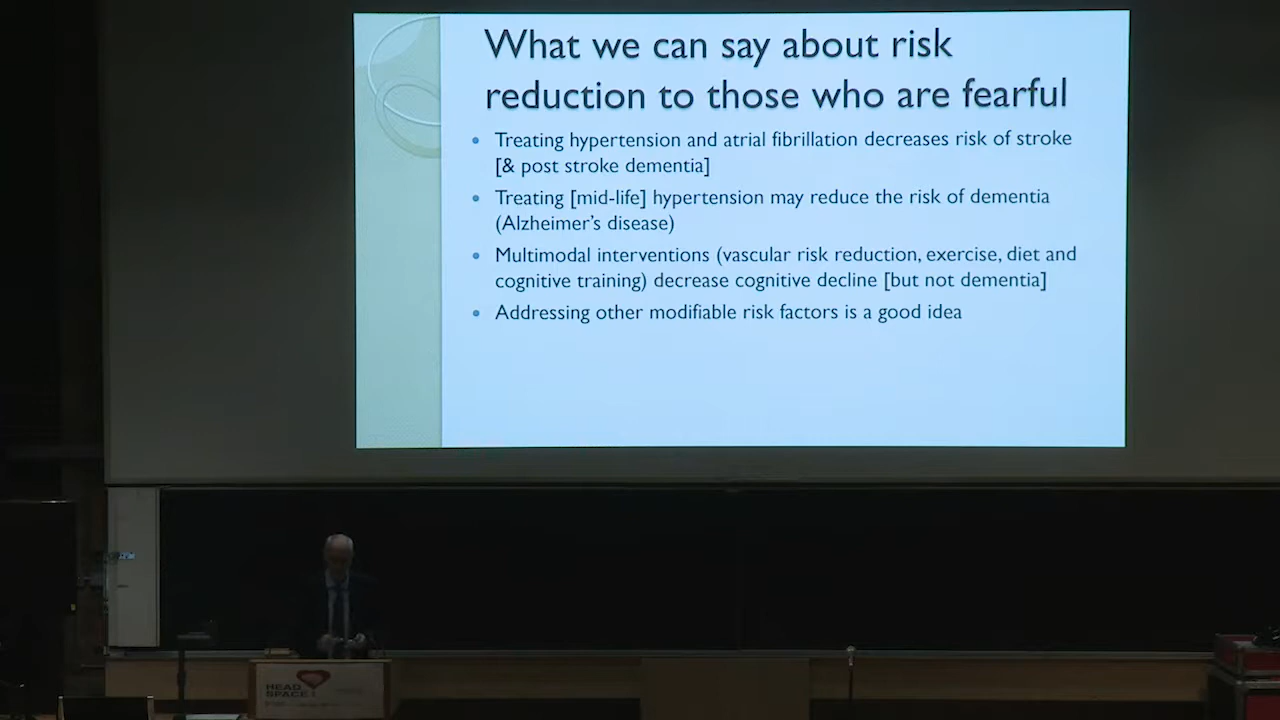 What we can say about risk
reduction to those who are fearful
• Treating hypertension and atrial fibrillation decreases risk of stroke
[& post stroke dementia]
• Treating [mid-life] hypertension may reduce the risk of dementia
(Alzheimer's disease)
• Multimodal interventions (vascular risk reduction, exercise, diet and
cognitive training) decrease cognitive decline [but not dementia]
• Addressing other modifiable risk factors is a good idea
HEAD
SPACE